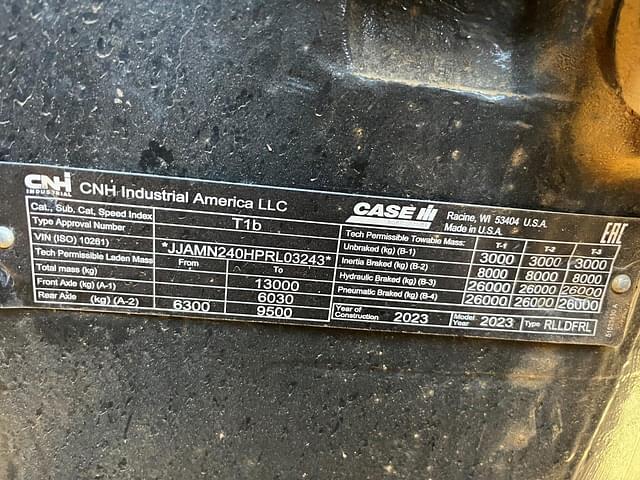 CNH INDUSTRIAL CNH Industrial America LLC
Cat., Sub. Cat, Speed Index T1b
Type Approval Number
VIN (ISO) 10261) *JJAMN240HPRL03243*
Tech Permissible Laden Mass From To
Total mass (kg) 13000
Front Axle (kg) (A-1) 6030
Rear Axle (kg) (A-2) 6300 9500
CASE IH Racine, WI 53404 U.S.A.
Made in U.S.A.
EAC
Tech Permissible Towable Mass: T-1 T-2 T-3
Unbraked (kg) (B-1) 3000 3000 3000
Inertia Braked (kg) (B-2) 8000 8000 8000
Hydraulic Braked (kg) (B-3) 26000 26000 26000
Pneumatic Braked (kg) (B-4) 26000 26000 26000
Year of Construction 2023 Model Year 2023 Type RLLDFRL